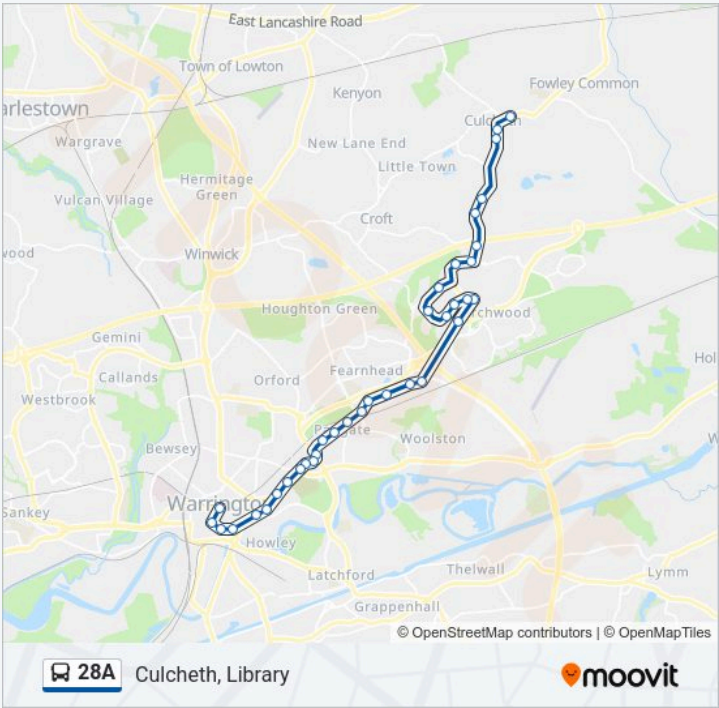 East Lancashire Road
Town of Lowton
Kenyon
Fowley Common
arlestown
Wargrave
New Lane End
Little Town
Hermitage
Green
Vulcan Village
Croft
wood
Winwick
Houghton Green
rchwood
Gemini
Callands
Fearnhead
Orford
Hol
Westbrook
Woolston
Bewsey
Warrington
Sankey
Howley
Latchford
Thelwall
Lymm
Grappenhall
© OpenStreetMap contributors | © OpenMapTiles
28A Culcheth, Library
moovit